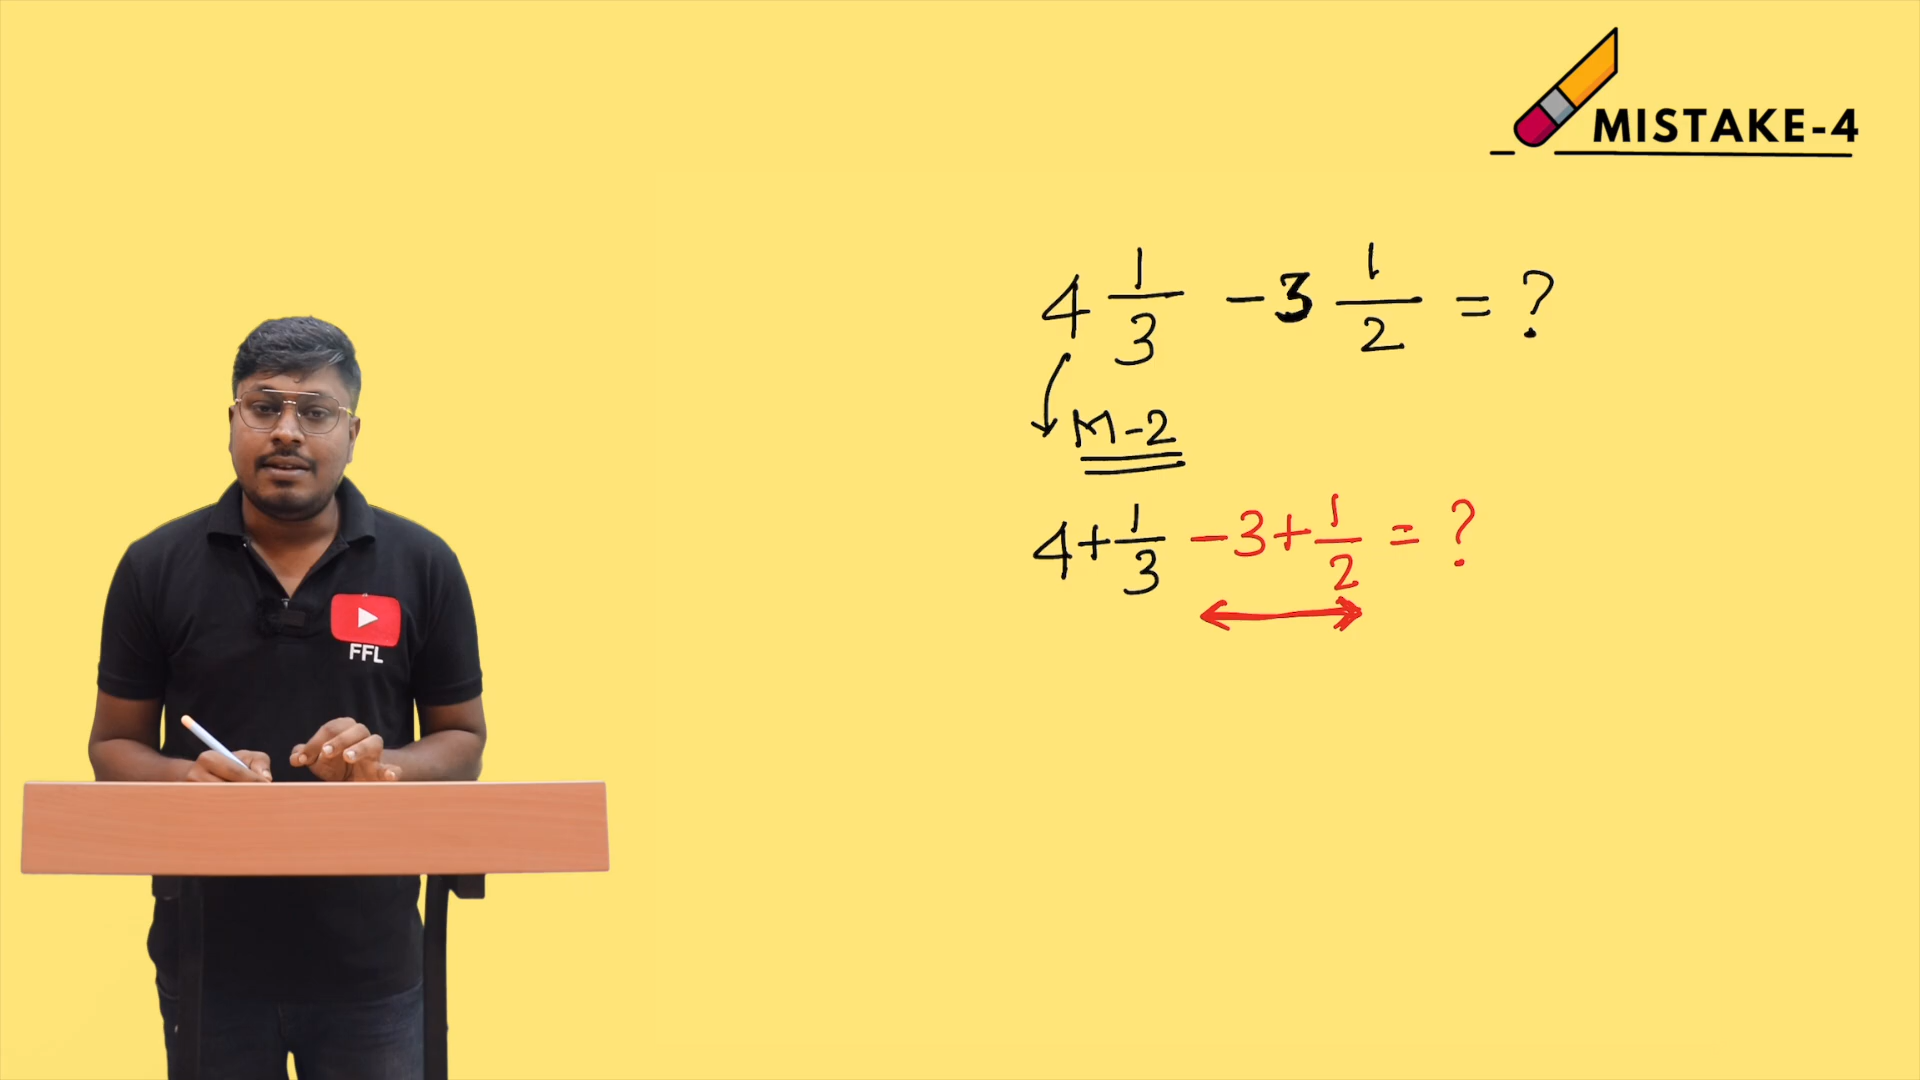 MISTAKE-4
4 1/3 - 3 1/2 = ?
M-2
4 + 1/3 - 3 + 1/2 = ?
FFL